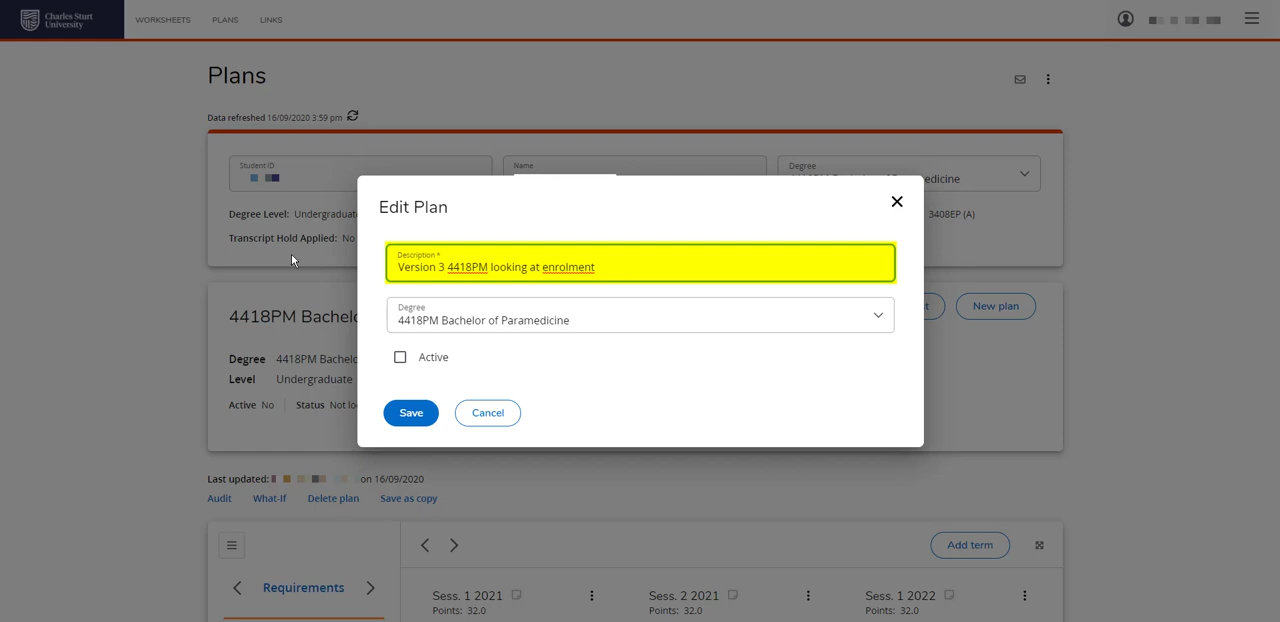 Charles Sturt
University
WORKSHEETS PLANS LINKS
Plans
Data refreshed 16/09/2020 3:59 pm
Student ID Name Degree
edicine
Degree Level: Undergraduate 3408EP (A)
Transcript Hold Applied: No
Edit Plan
Description *
Version 3 4418PM looking at enrolment
Degree
4418PM Bachelor of Paramedicine
Active
Save Cancel
4418PM Bachelo New plan
Degree 4418PM Bachelo
Level Undergraduate
Active No Status Not lo
Last updated: on 16/09/2020
Audit What-If Delete plan Save as copy
Add term
Requirements
Sess. 1 2021 Sess. 2 2021 Sess. 1 2022
Points: 32.0 Points: 32.0 Points: 32.0